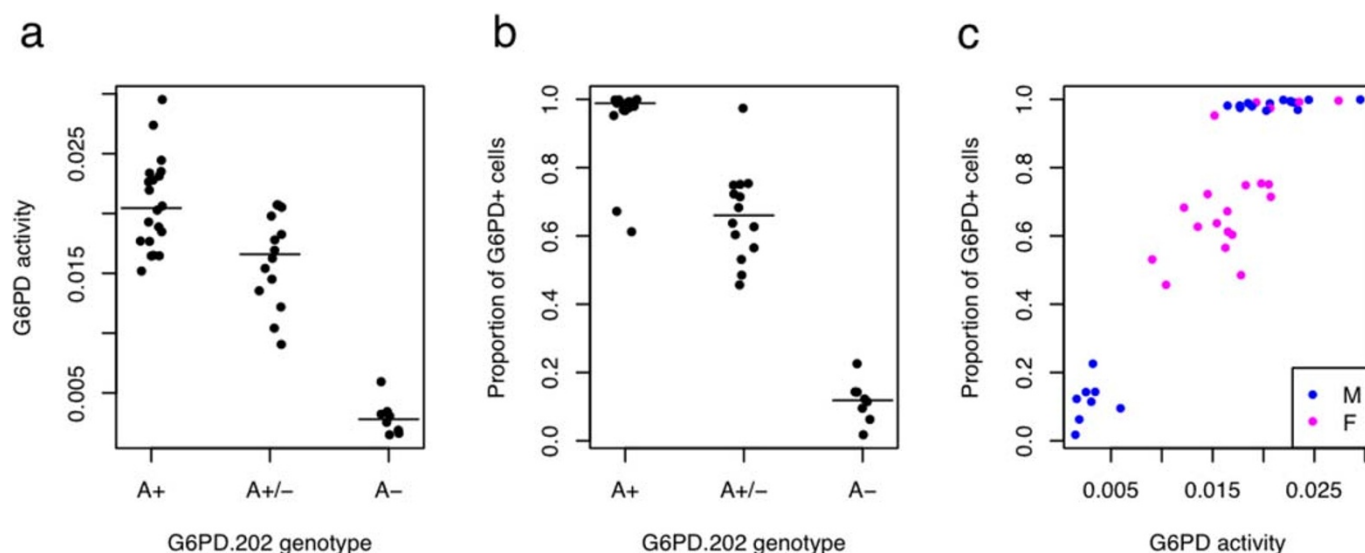 a
G6PD activity
0.025
0.015
0.005
A+
A+/−
A−
G6PD.202 genotype
b
Proportion of G6PD+ cells
1.0
0.8
0.6
0.4
0.2
0.0
A+
A+/−
A−
G6PD.202 genotype
c
Proportion of G6PD+ cells
1.0
0.8
0.6
0.4
0.2
0.0
M
F
0.005
0.015
0.025
G6PD activity